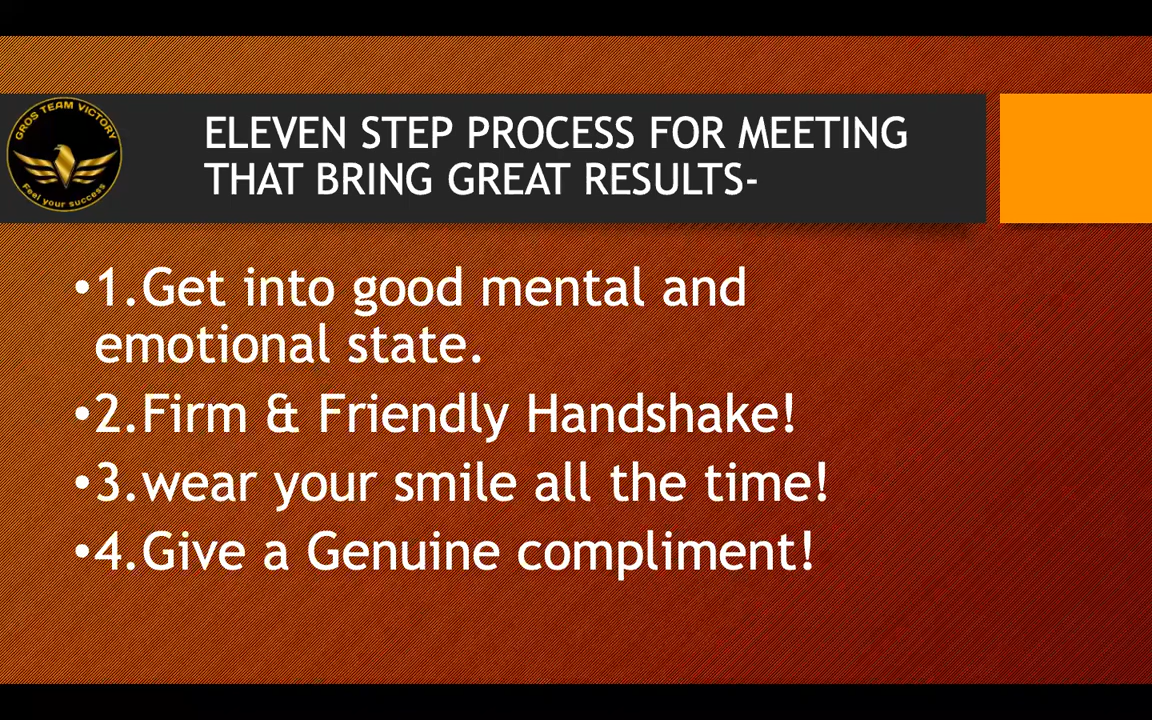 GROS TEAM VICTORY
Feel your success
ELEVEN STEP PROCESS FOR MEETING
THAT BRING GREAT RESULTS-
•1.Get into good mental and
emotional state.
•2.Firm & Friendly Handshake!
•3.wear your smile all the time!
•4.Give a Genuine compliment!